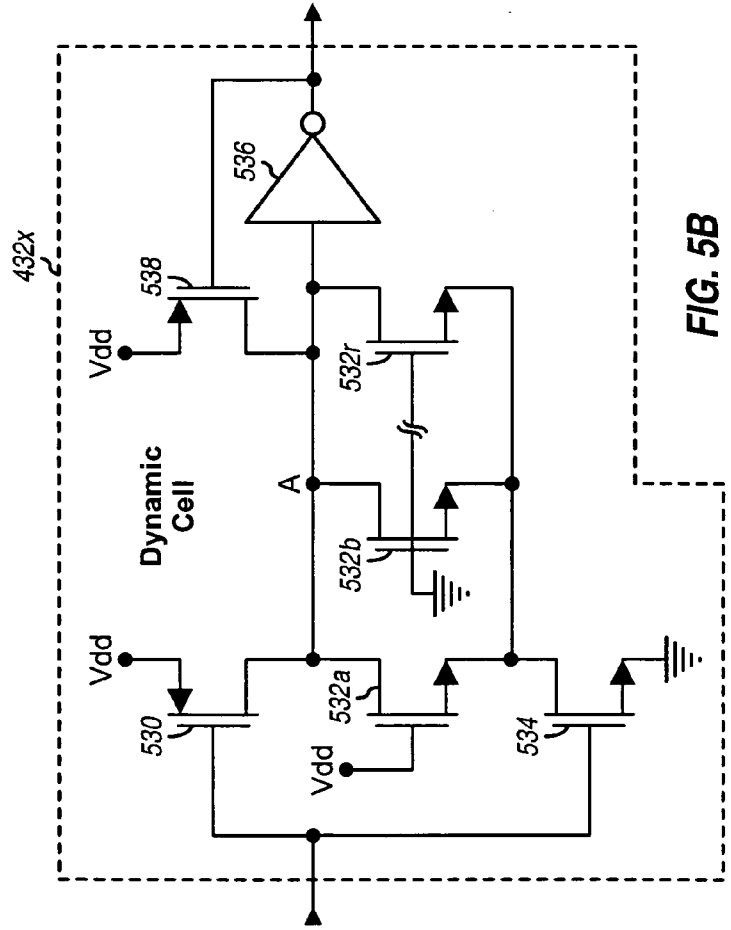 432x
Dynamic
Cell
Vdd
Vdd
530
538
536
A
Vdd
532a
532b
532r
534
FIG. 5B